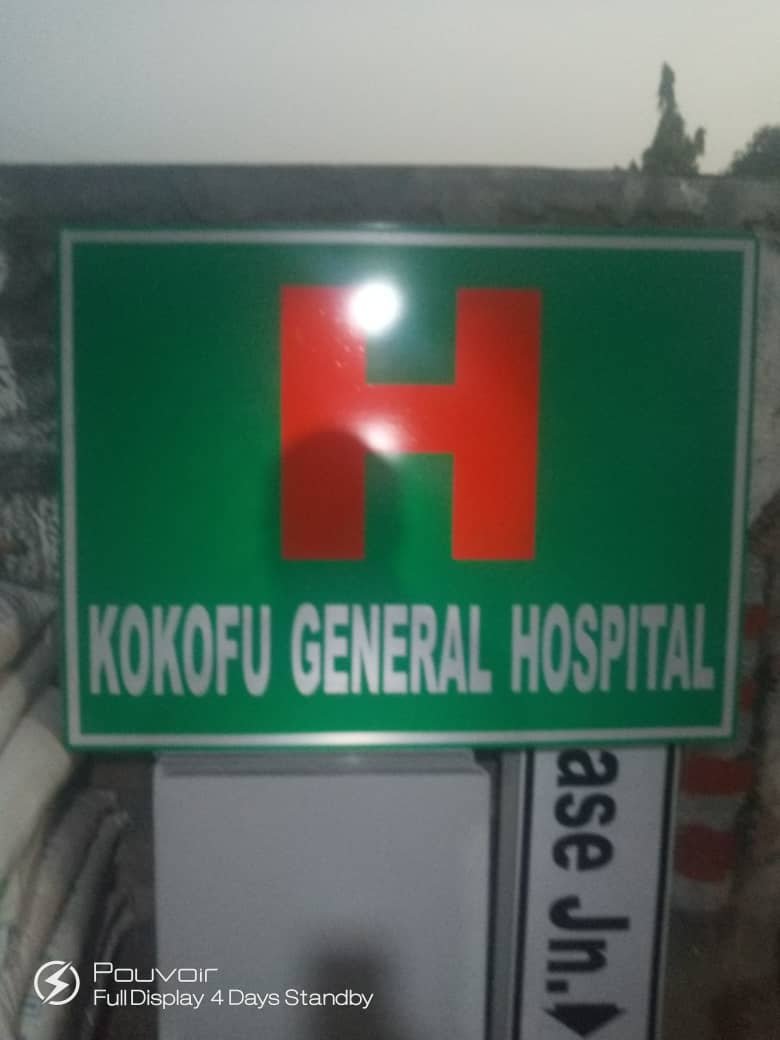 H
KOKOFU GENERAL HOSPITAL
ase Jn.
Pouvoir
Full Display 4 Days Standby